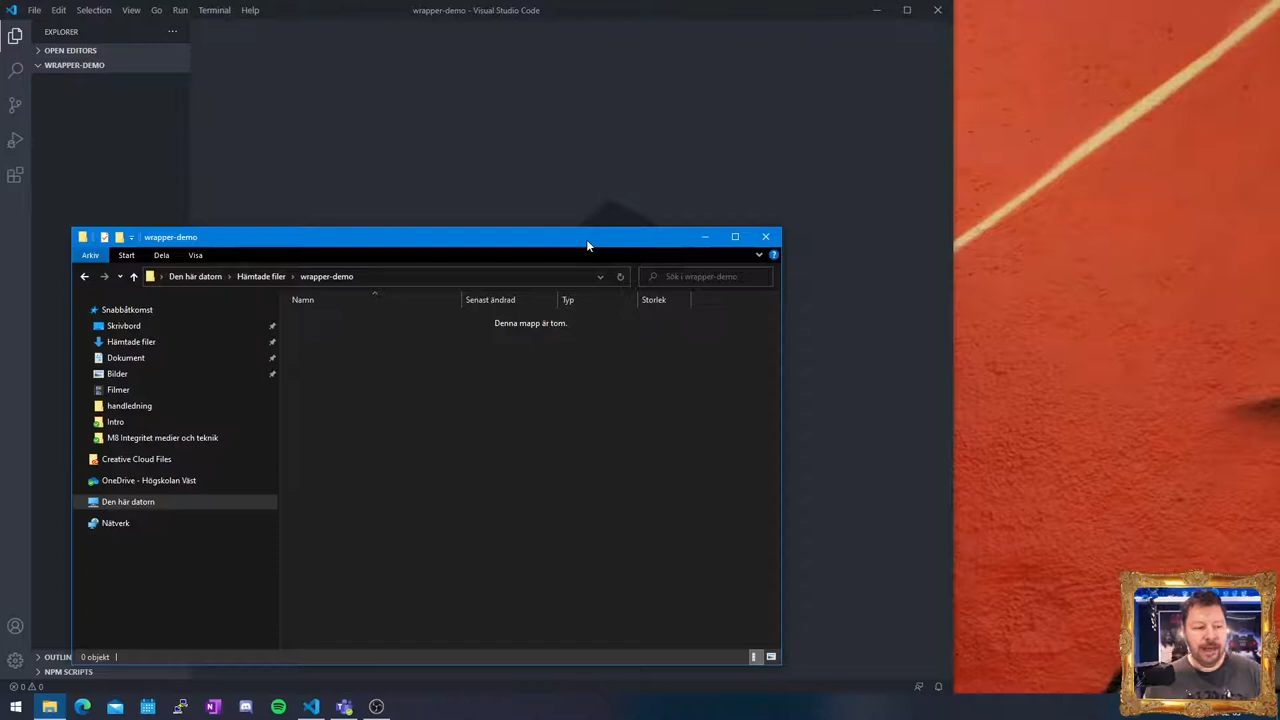 File Edit Selection View Go Run Terminal Help
wrapper-demo - Visual Studio Code
EXPLORER
OPEN EDITORS
WRAPPER-DEMO
wrapper-demo
Arkiv Start Dela Visa
Den här datorn Hämtade filer wrapper-demo
Sök i wrapper-demo
Namn Senast ändrad Typ Storlek
Denna mapp är tom.
Snabbåtkomst
Skrivbord
Hämtade filer
Dokument
Bilder
Filmer
handledning
Intro
M8 Integritet medier och teknik
Creative Cloud Files
OneDrive - Högskolan Väst
Den här datorn
Nätverk
0 objekt
OUTLIN
NPM SCRIPTS
0 0